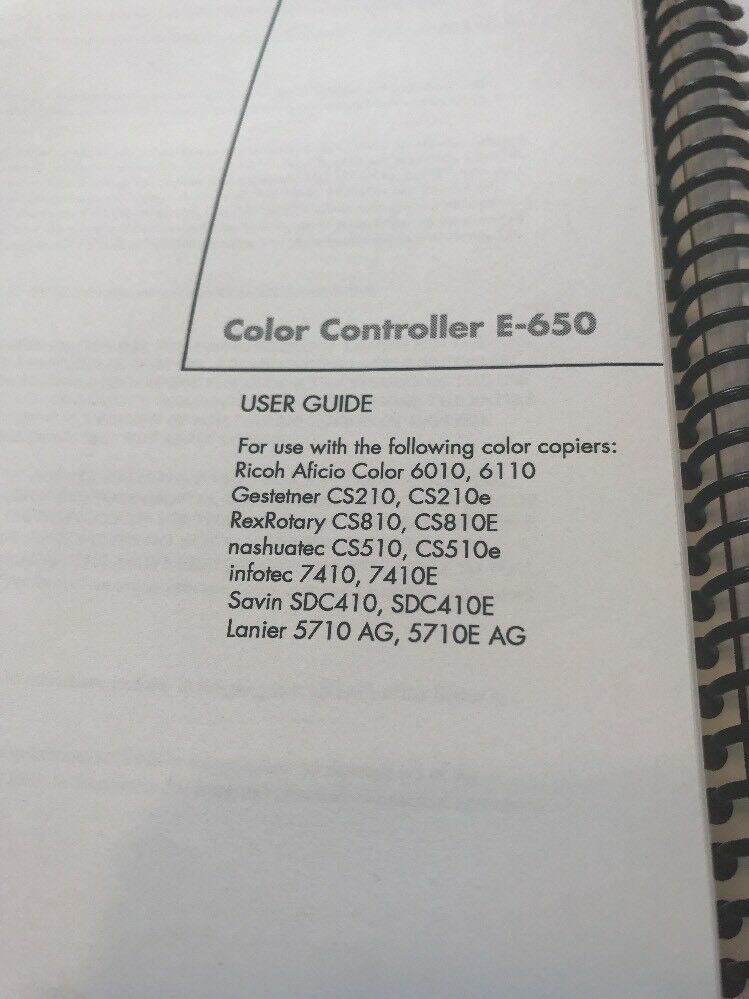 Color Controller E-650
USER GUIDE
For use with the following color copiers:
Ricoh Aficio Color 6010, 6110
Gestetner CS210, CS210e
RexRotary CS810, CS810E
nashuatec CS510, CS510e
infotec 7410, 7410E
Savin SDC410, SDC410E
Lanier 5710 AG, 5710E AG